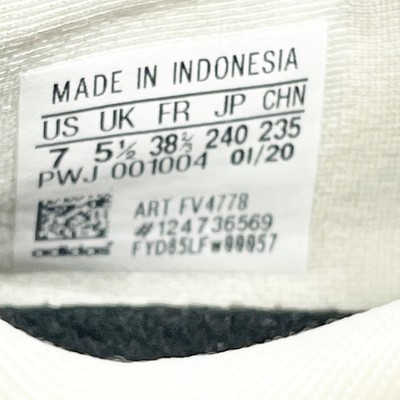 MADE IN INDONESIA
US UK FR JP CHN
7 5½ 38⅔ 240 235
PWJ 001004 01/20
ART FV4778
#124736569
adidas